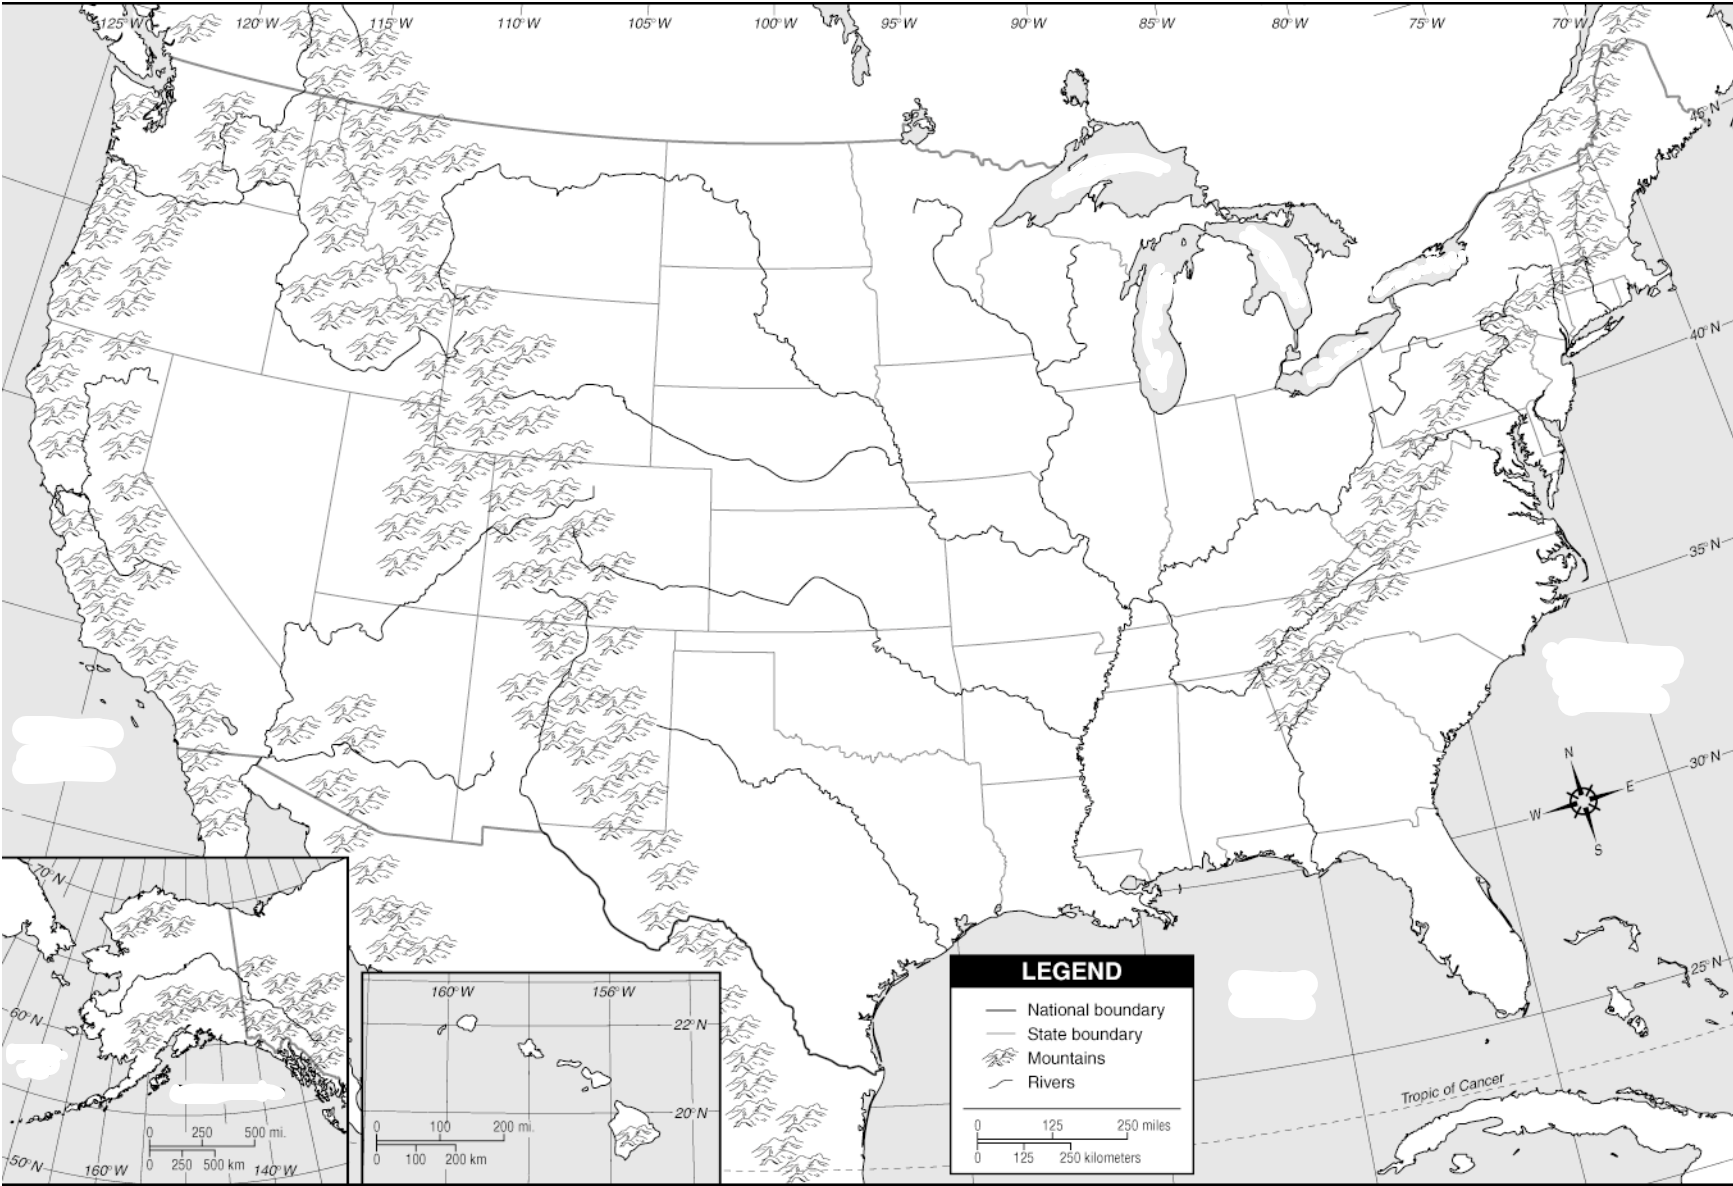 125°W 120°W 115°W 110°W 105°W 100°W 95°W 90°W 85°W 80°W 75°W 70°W
45°N
40°N
35°N
N
W E
S
30°N
25°N
Tropic of Cancer
LEGEND
National boundary
State boundary
Mountains
Rivers
0 125 250 miles
0 125 250 kilometers
70°N
60°N
50°N
160°W 140°W
0 250 500 mi.
0 250 500 km
160°W 156°W
22°N
20°N
0 100 200 mi.
0 100 200 km